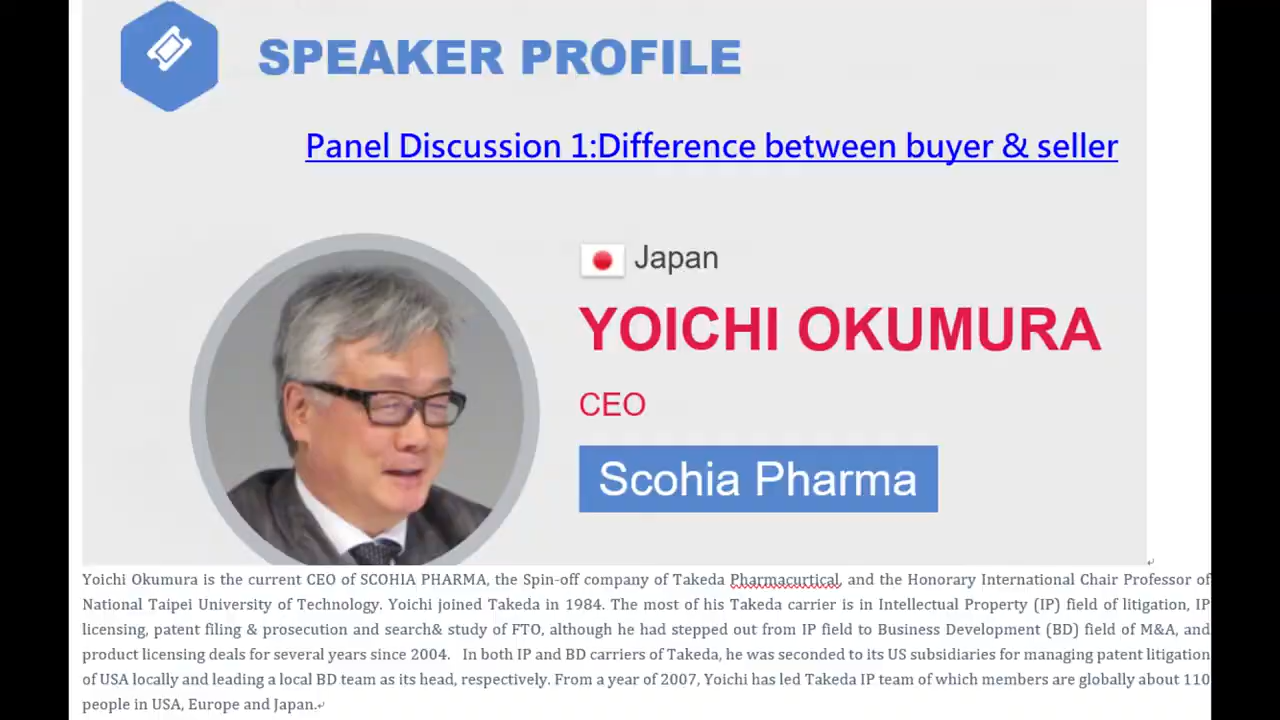 SPEAKER PROFILE
Panel Discussion 1:Difference between buyer & seller
Japan
YOICHI OKUMURA
CEO
Scohia Pharma
Yoichi Okumura is the current CEO of SCOHIA PHARMA, the Spin-off company of Takeda Pharmacurtical, and the Honorary International Chair Professor of
National Taipei University of Technology. Yoichi joined Takeda in 1984. The most of his Takeda carrier is in Intellectual Property (IP) field of litigation, IP
licensing, patent filing & prosecution and search& study of FTO, although he had stepped out from IP field to Business Development (BD) field of M&A, and
product licensing deals for several years since 2004. In both IP and BD carriers of Takeda, he was seconded to its US subsidiaries for managing patent litigation
of USA locally and leading a local BD team as its head, respectively. From a year of 2007, Yoichi has led Takeda IP team of which members are globally about 110
people in USA, Europe and Japan.